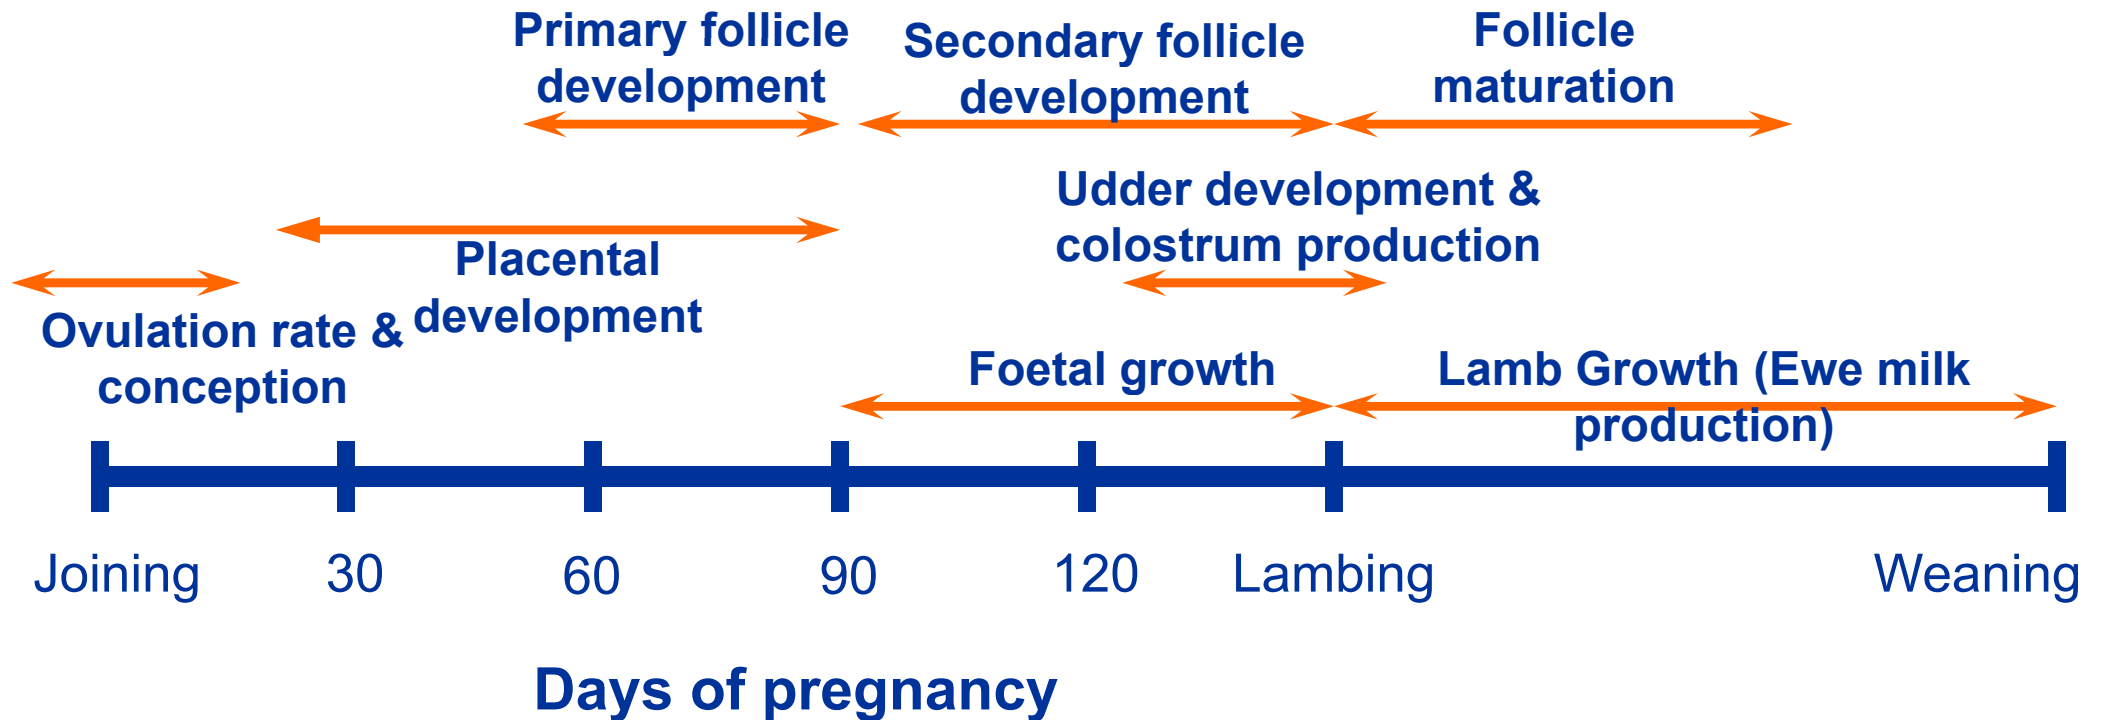 Primary follicle
development
Secondary follicle
development
Follicle
maturation
Udder development &
colostrum production
Placental
development
Ovulation rate &
conception
Foetal growth
Lamb Growth (Ewe milk
production)
Joining
30
60
90
120
Lambing
Weaning
Days of pregnancy